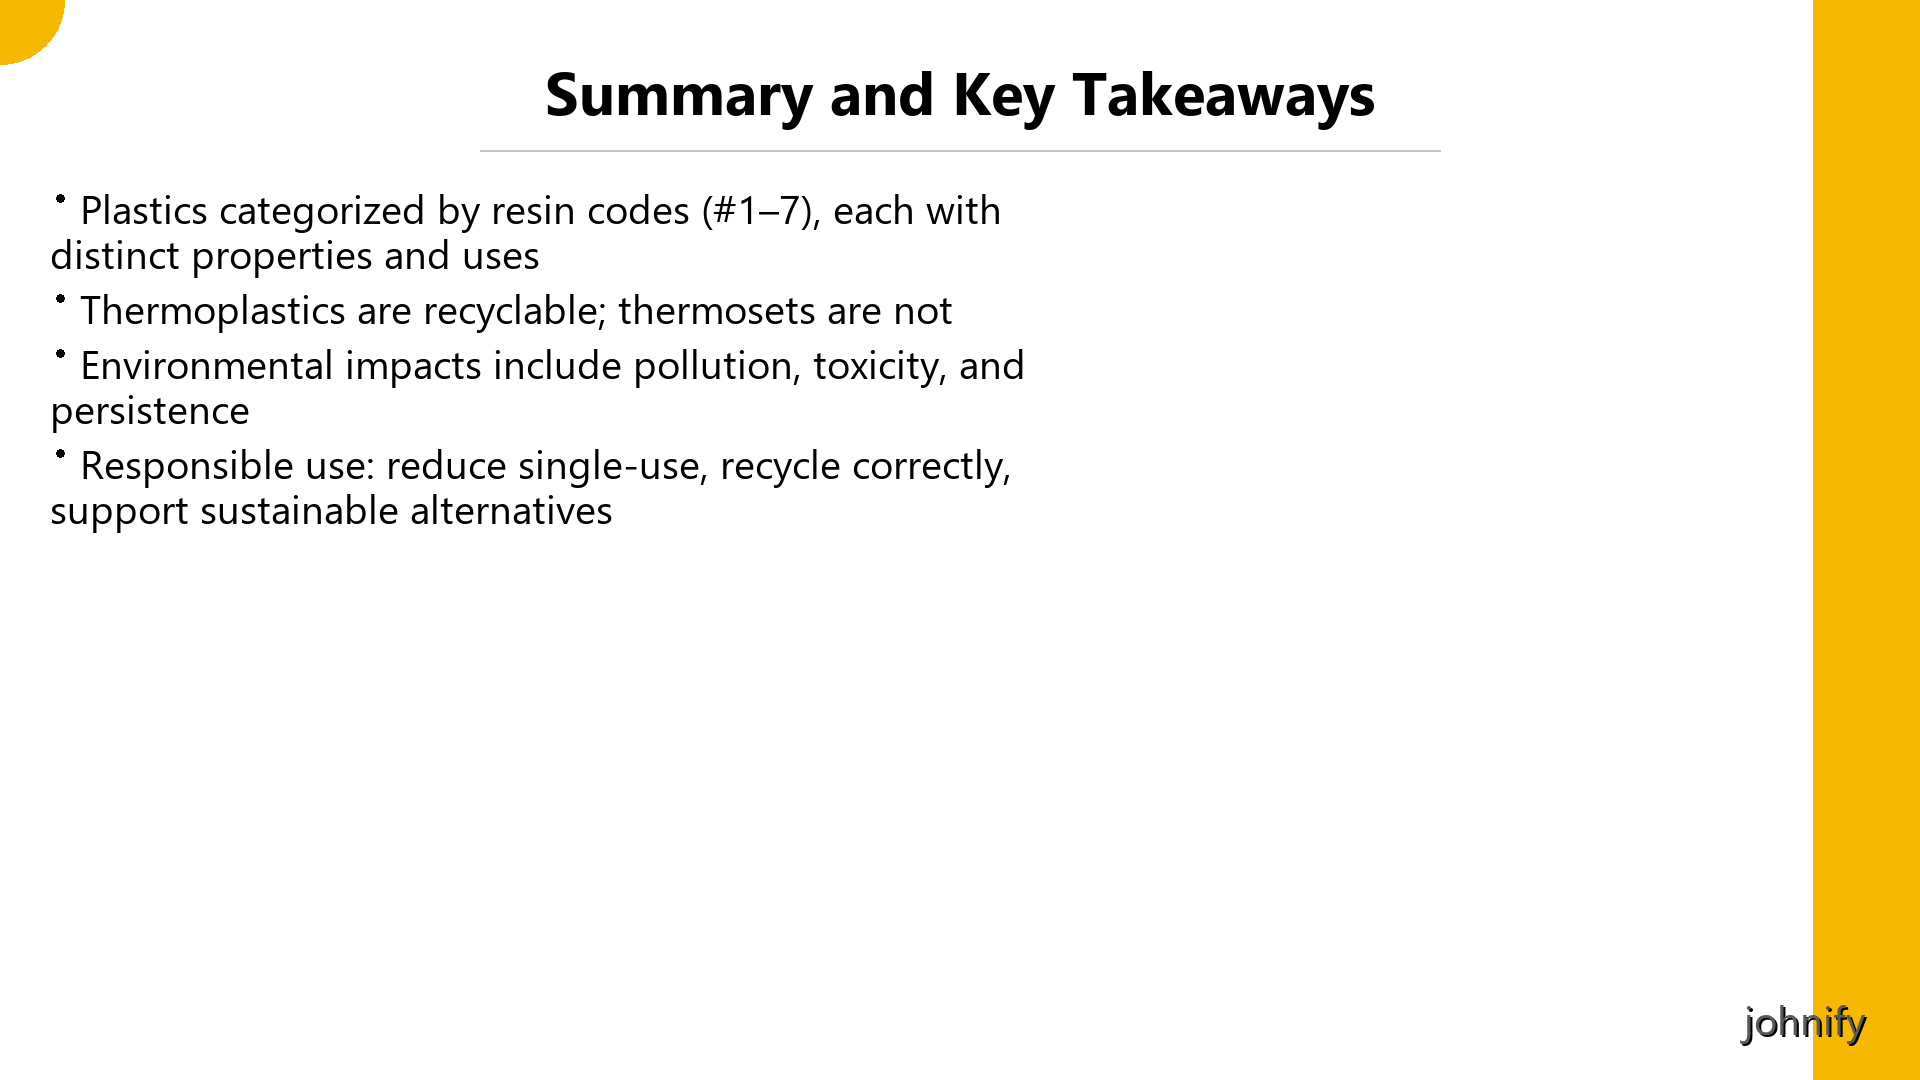 Summary and Key Takeaways
• Plastics categorized by resin codes (#1–7), each with
distinct properties and uses
• Thermoplastics are recyclable; thermosets are not
• Environmental impacts include pollution, toxicity, and
persistence
• Responsible use: reduce single-use, recycle correctly,
support sustainable alternatives
johnify